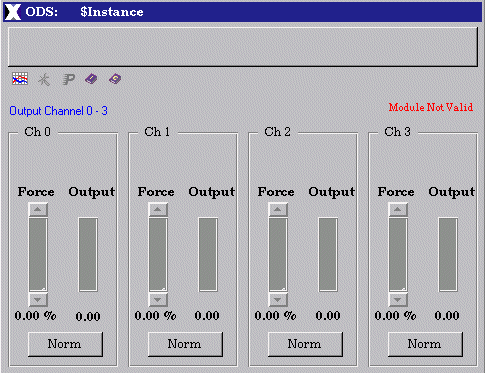 ODS: $Instance
Output Channel 0 - 3
Module Not Valid
Ch 0 Ch 1 Ch 2 Ch 3
Force Output Force Output Force Output Force Output
0.00 % 0.00 0.00 % 0.00 0.00 % 0.00 0.00 % 0.00
Norm Norm Norm Norm